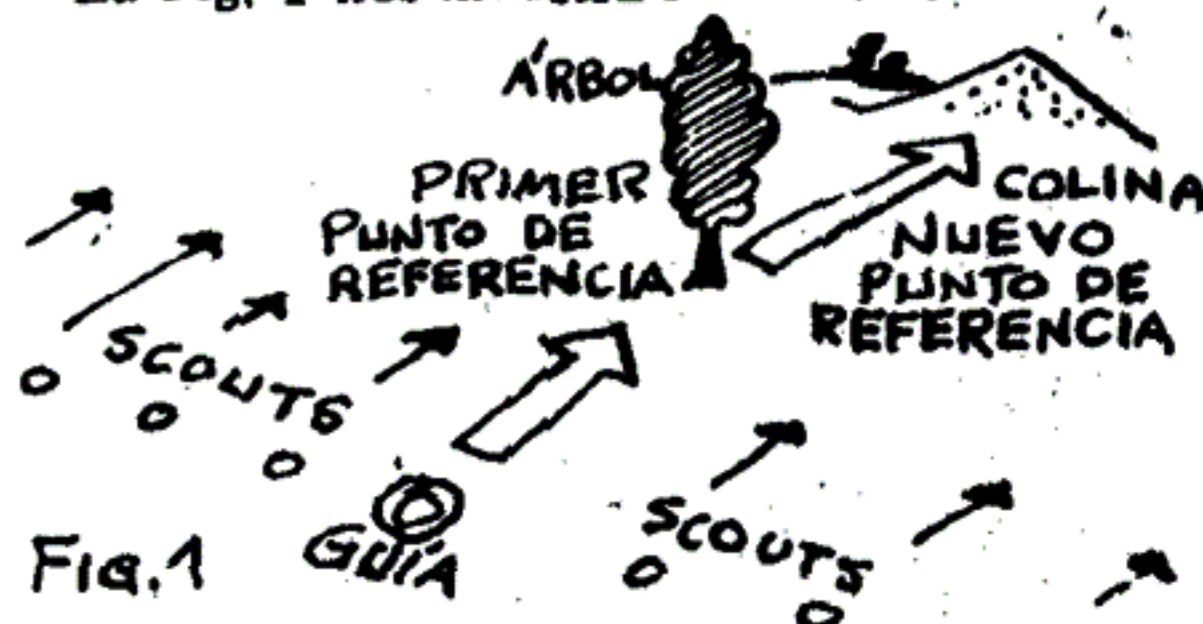 ÁRBOL
PRIMER
PUNTO DE
REFERENCIA
COLINA
NUEVO
PUNTO DE
REFERENCIA
SCOUTS
GUÍA
SCOUTS
FIG.1